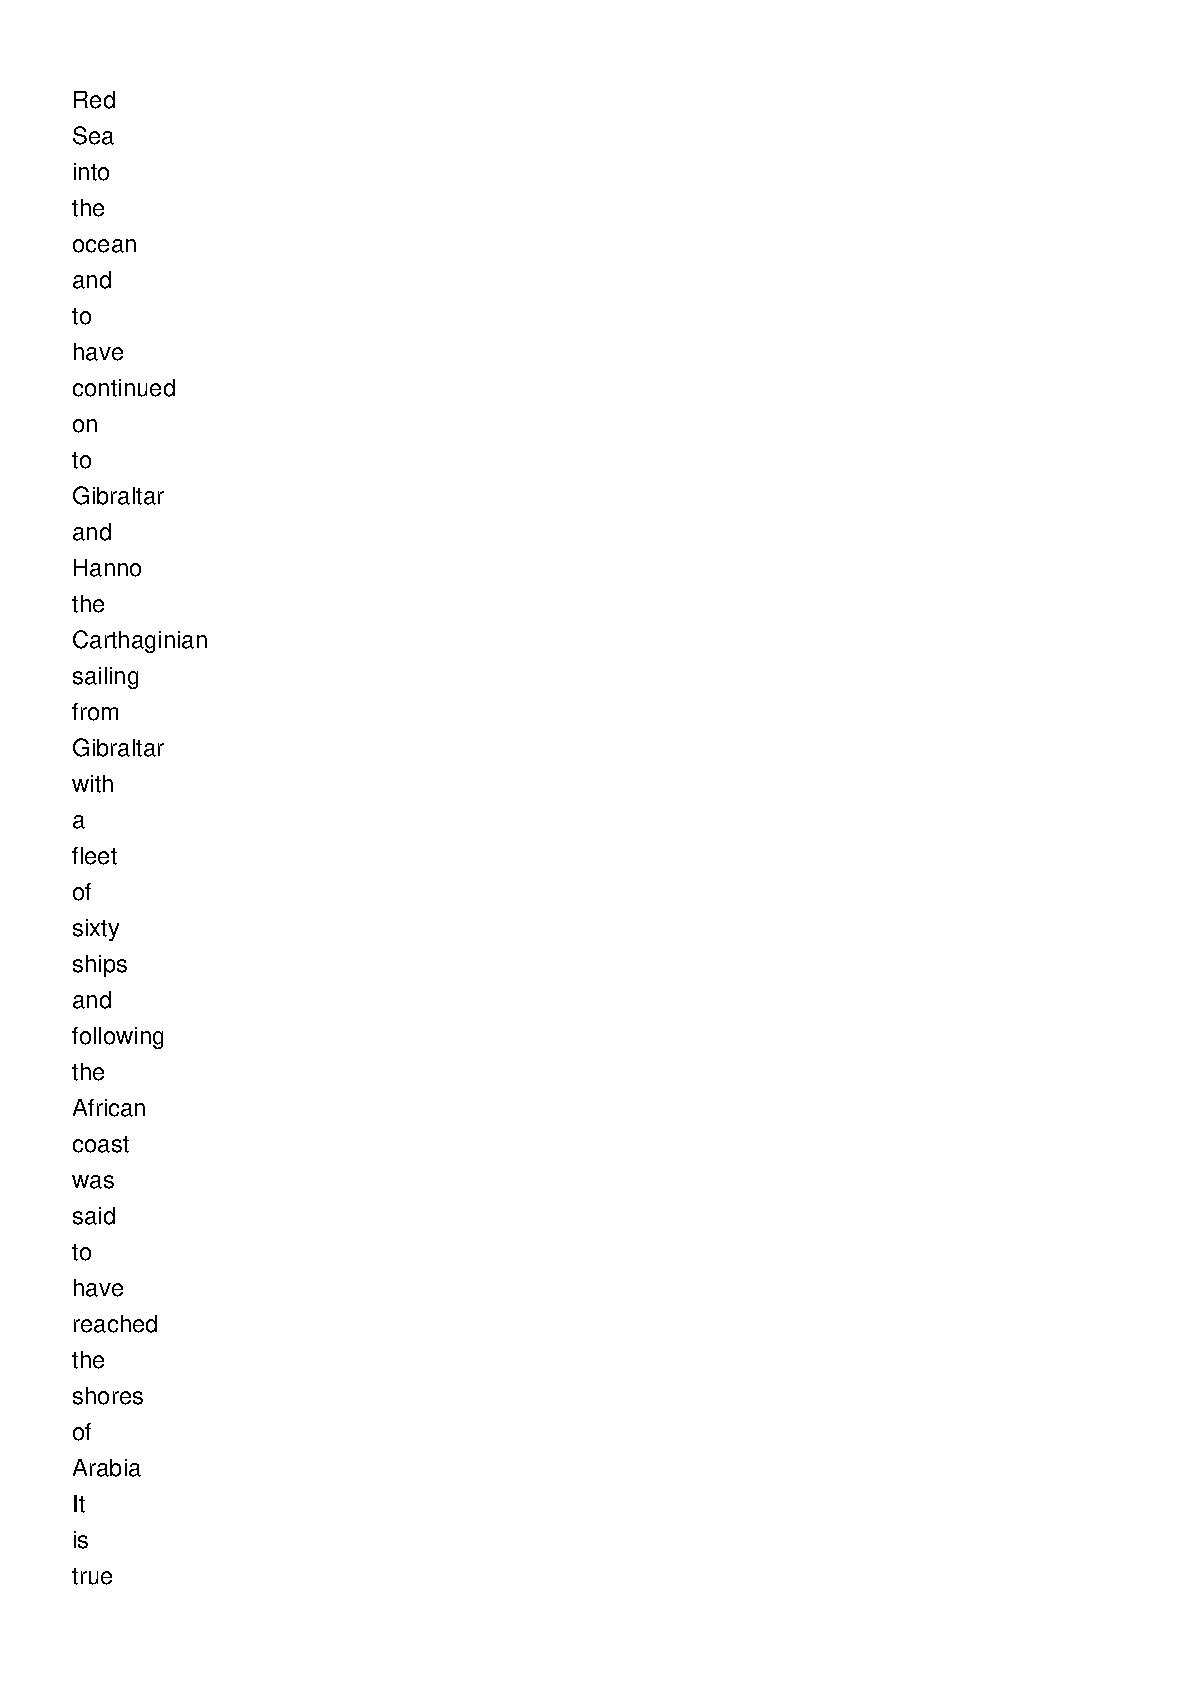 Red
Sea
into
the
ocean
and
to
have
continued
on
to
Gibraltar
and
Hanno
the
Carthaginian
sailing
from
Gibraltar
with
a
fleet
of
sixty
ships
and
following
the
African
coast
was
said
to
have
reached
the
shores
of
Arabia
It
is
true